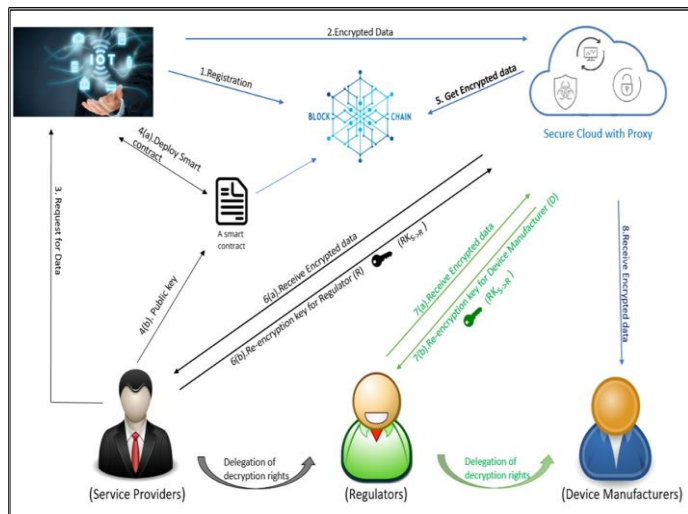 2.Encrypted Data
IOT
1.Registration
5. Get Encrypted data
BLOCK CHAIN
Secure Cloud with Proxy
4(a).Deploy Smart
contract
A smart
contract
3. Request for Data
4(b). Public key
6(a).Receive Encrypted data
6(b).Re-encryption key for Regulator (R)
(RKS->R)
7(a).Receive Encrypted data
7(b).Re-encryption key for Device Manufacturer (D)
(RKS->R)
8.Receive Encrypted data
Delegation of
decryption rights
Delegation of
decryption rights
(Service Providers)
(Regulators)
(Device Manufacturers)